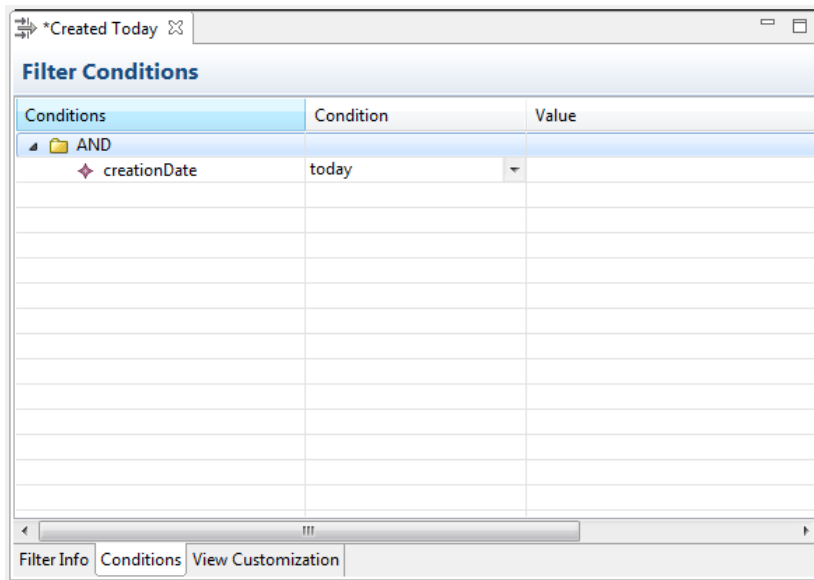 *Created Today
Filter Conditions
Conditions Condition Value
AND
creationDate today
Filter Info Conditions View Customization